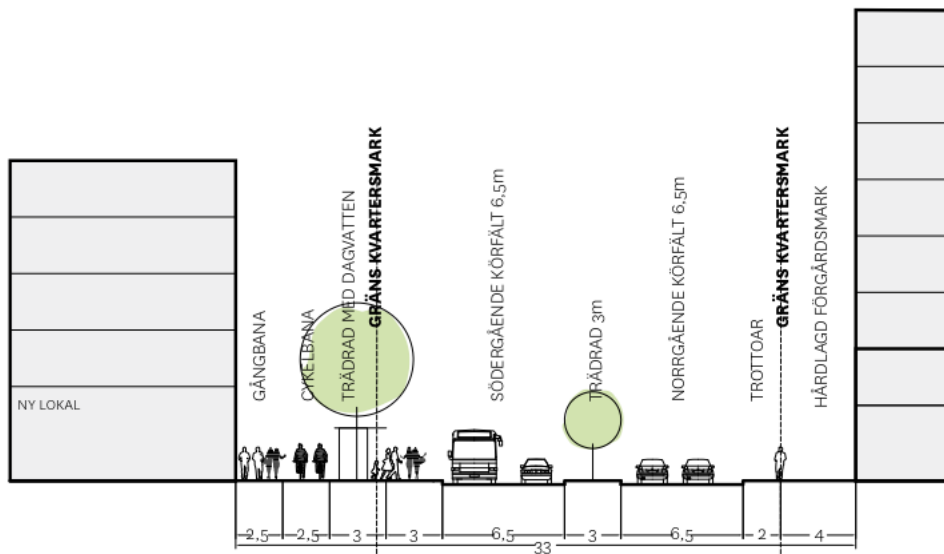 GÅNGBANA
CYKELBANA
TRÄDRAD MED DAGVATTEN
GRÄNS KVARTERSMARK
SÖDERGÅENDE KÖRFÄLT 6,5m
TRÄDRAD 3m
NORRGÅENDE KÖRFÄLT 6,5m
TROTTOAR
GRÄNS KVARTERSMARK
HÅRDLAGD FÖRGÅRDSMARK
NY LOKAL
2,5 2,5 3 3 6,5 3 6,5 2 4
33